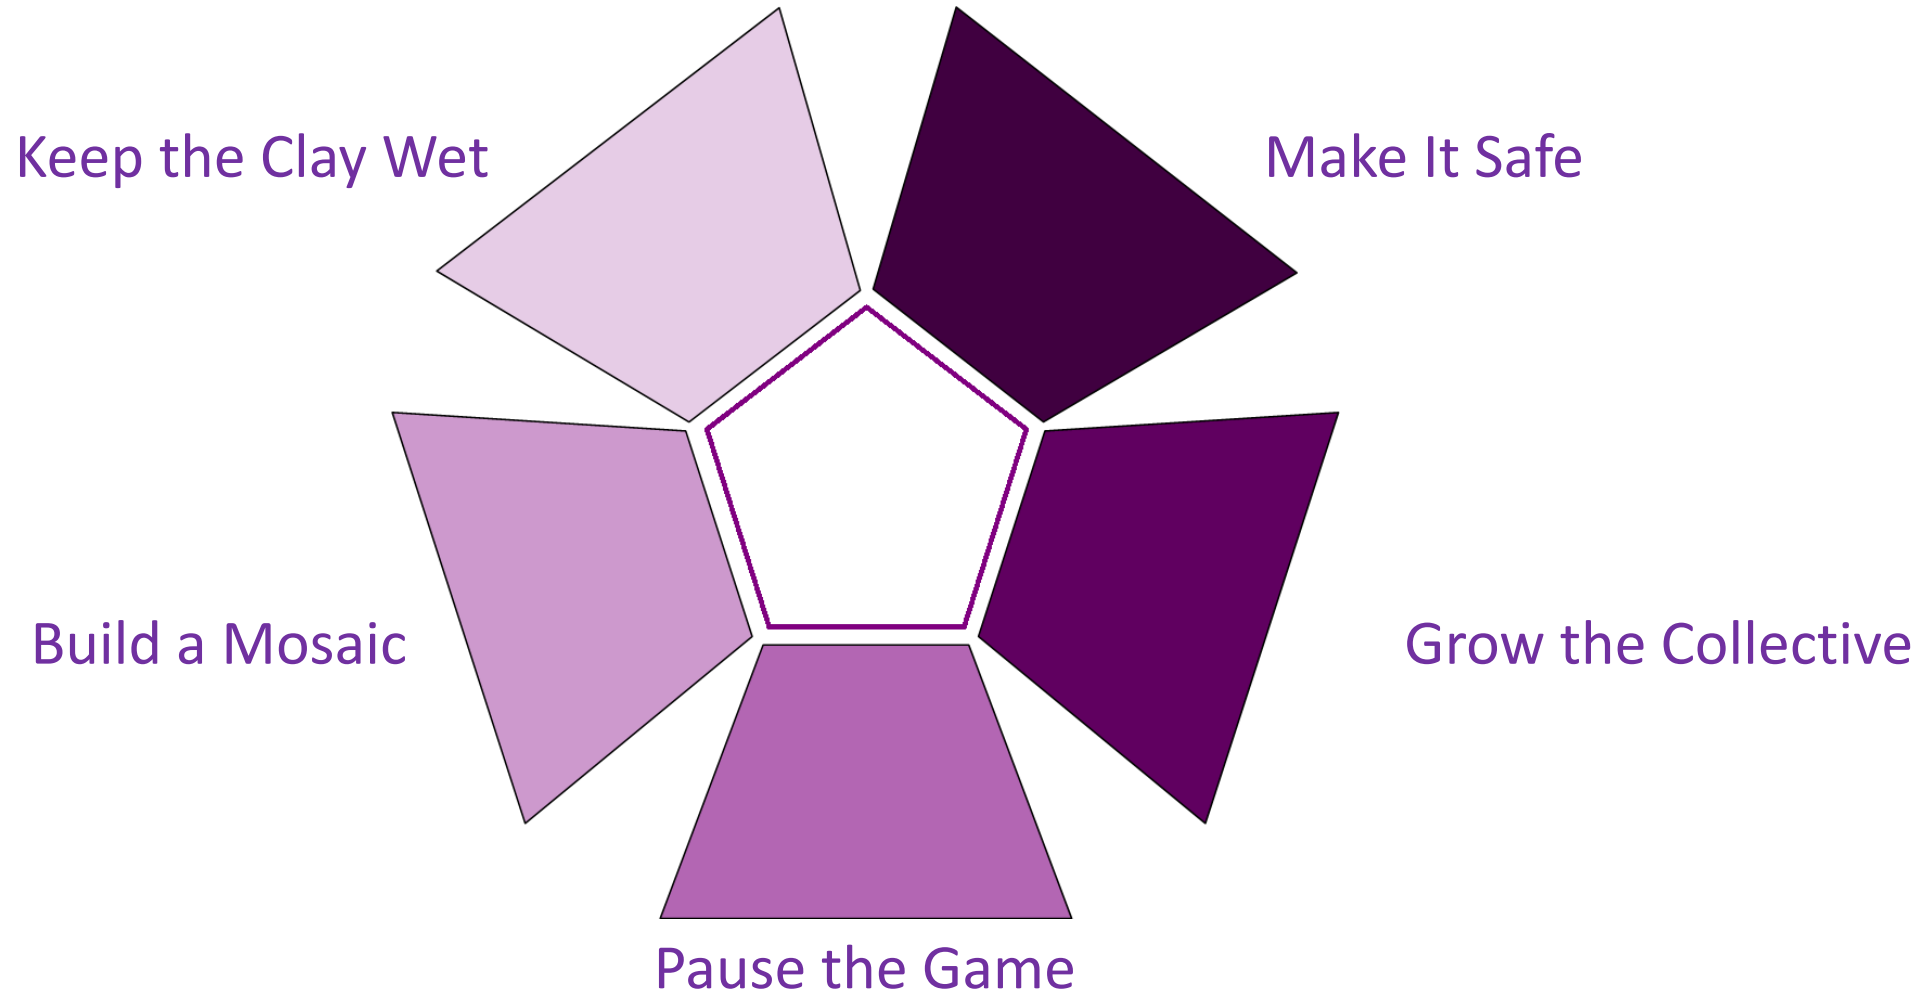 Keep the Clay Wet
Make It Safe
Build a Mosaic
Grow the Collective
Pause the Game